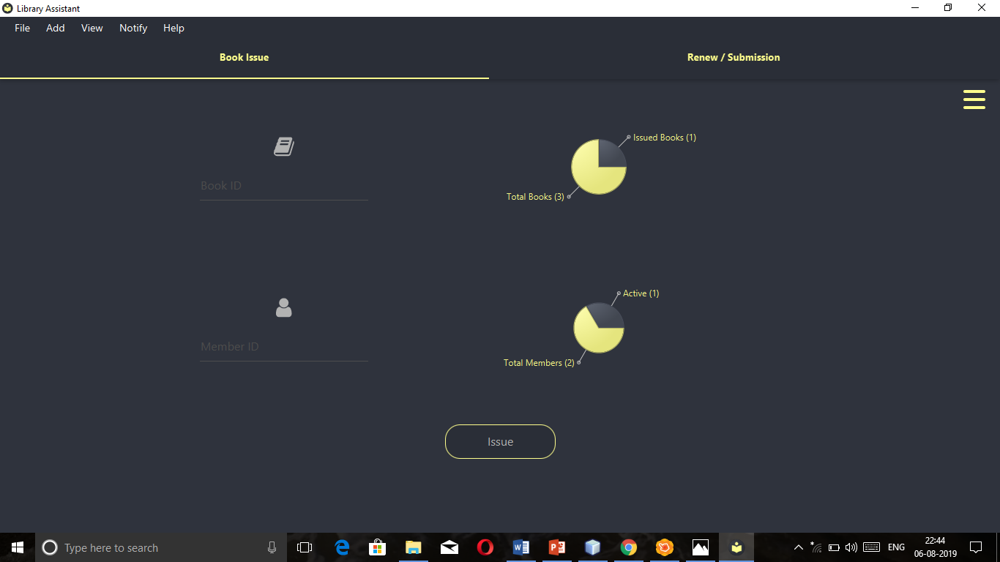 Library Assistant
File Add View Notify Help
Book Issue Renew / Submission
Issued Books (1)
Book ID
Total Books (3)
Active (1)
Member ID
Total Members (2)
Issue
Type here to search
ENG
22:44
06-08-2019